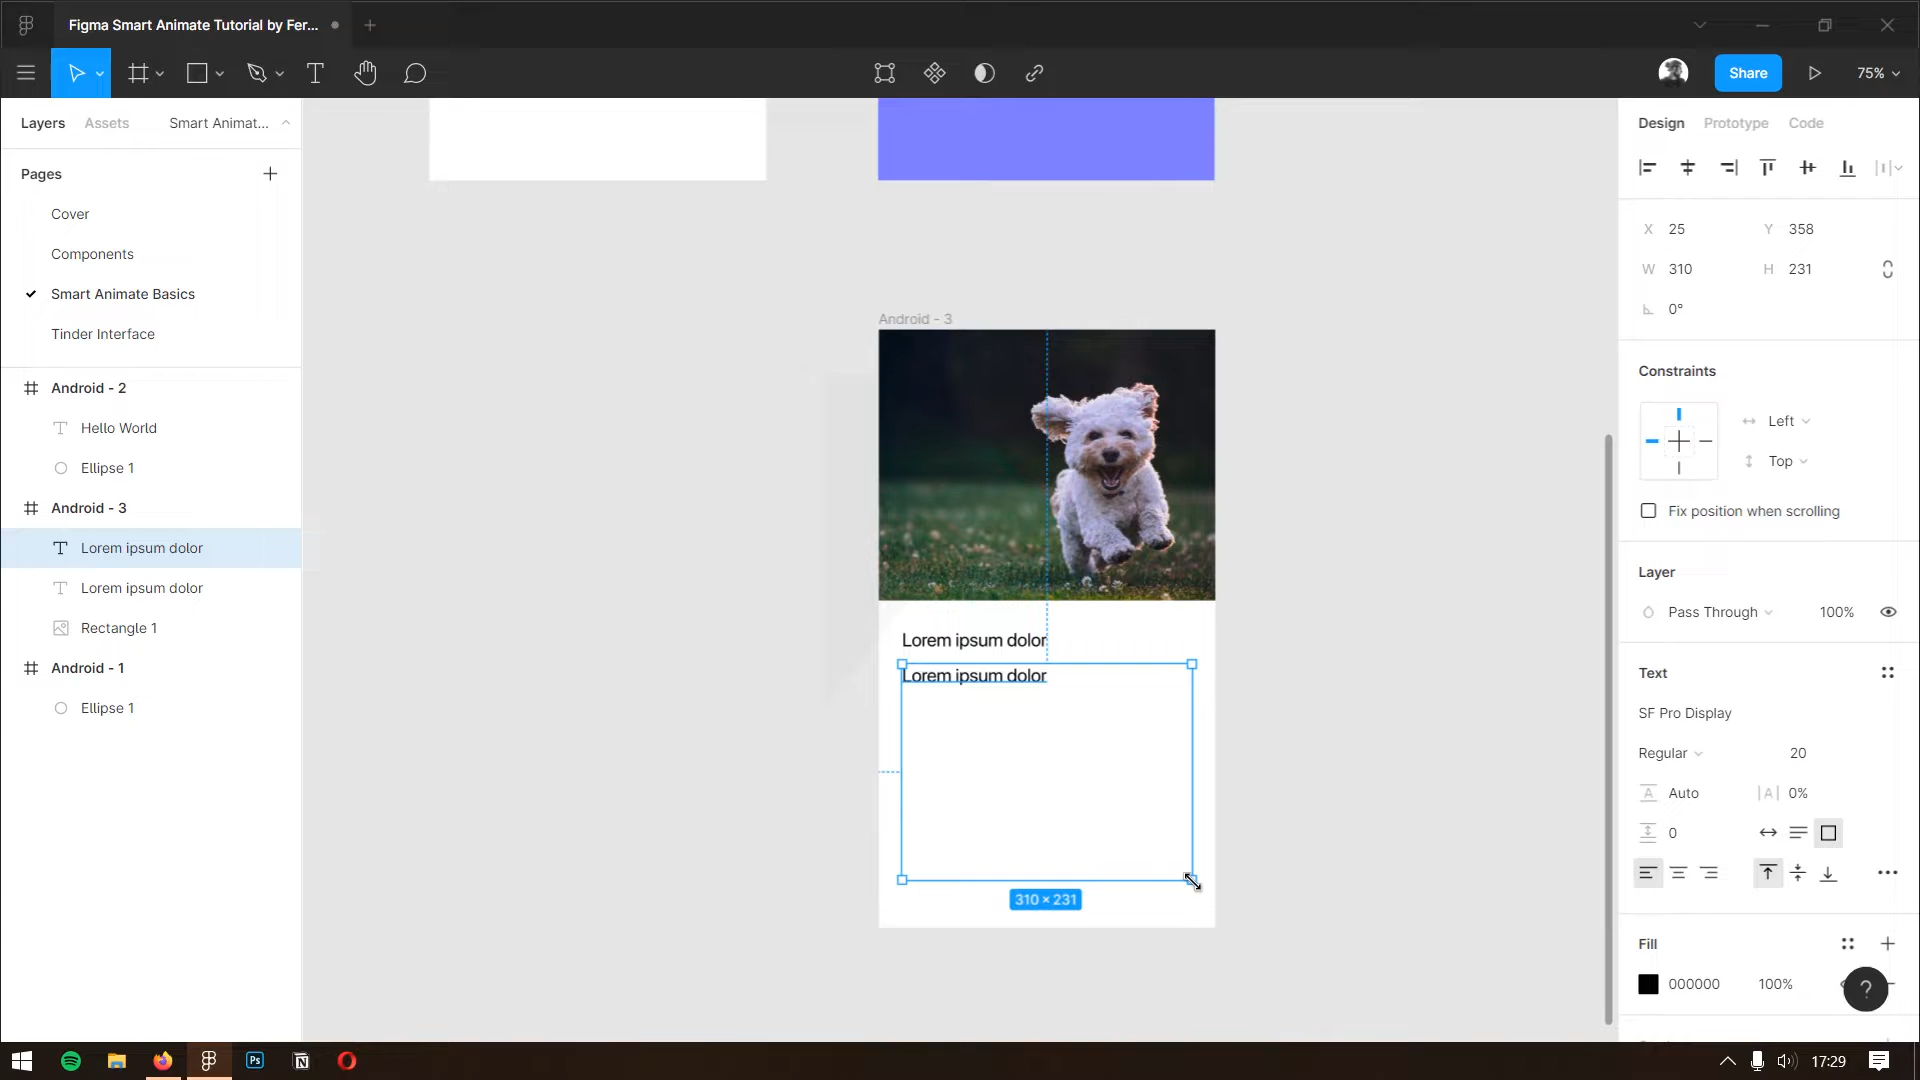 Figma Smart Animate Tutorial by Fer...
Share
75%
Layers
Assets
Smart Animat...
Pages
Cover
Components
Smart Animate Basics
Tinder Interface
Android - 2
Hello World
Ellipse 1
Android - 3
Lorem ipsum dolor
Lorem ipsum dolor
Rectangle 1
Android - 1
Ellipse 1
Android - 3
Lorem ipsum dolor
Lorem ipsum dolor
310 × 231
Design
Prototype
Code
X 25
Y 358
W 310
H 231
0°
Constraints
Left
Top
Fix position when scrolling
Layer
Pass Through
100%
Text
SF Pro Display
Regular
20
Auto
0%
0
Fill
000000
100%
?
Ps
17:29